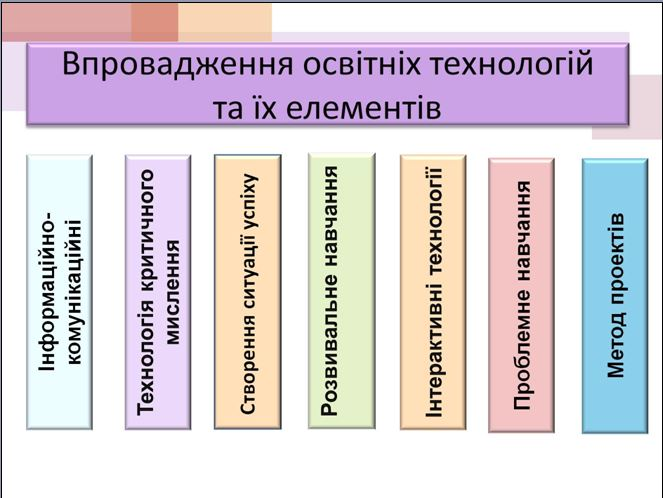 Впровадження освітніх технологій
та їх елементів
Інформаційно-
комунікаційні
Технологія критичного
мислення
Створення ситуації успіху
Розвивальне навчання
Інтерактивні технології
Проблемне навчання
Метод проектів